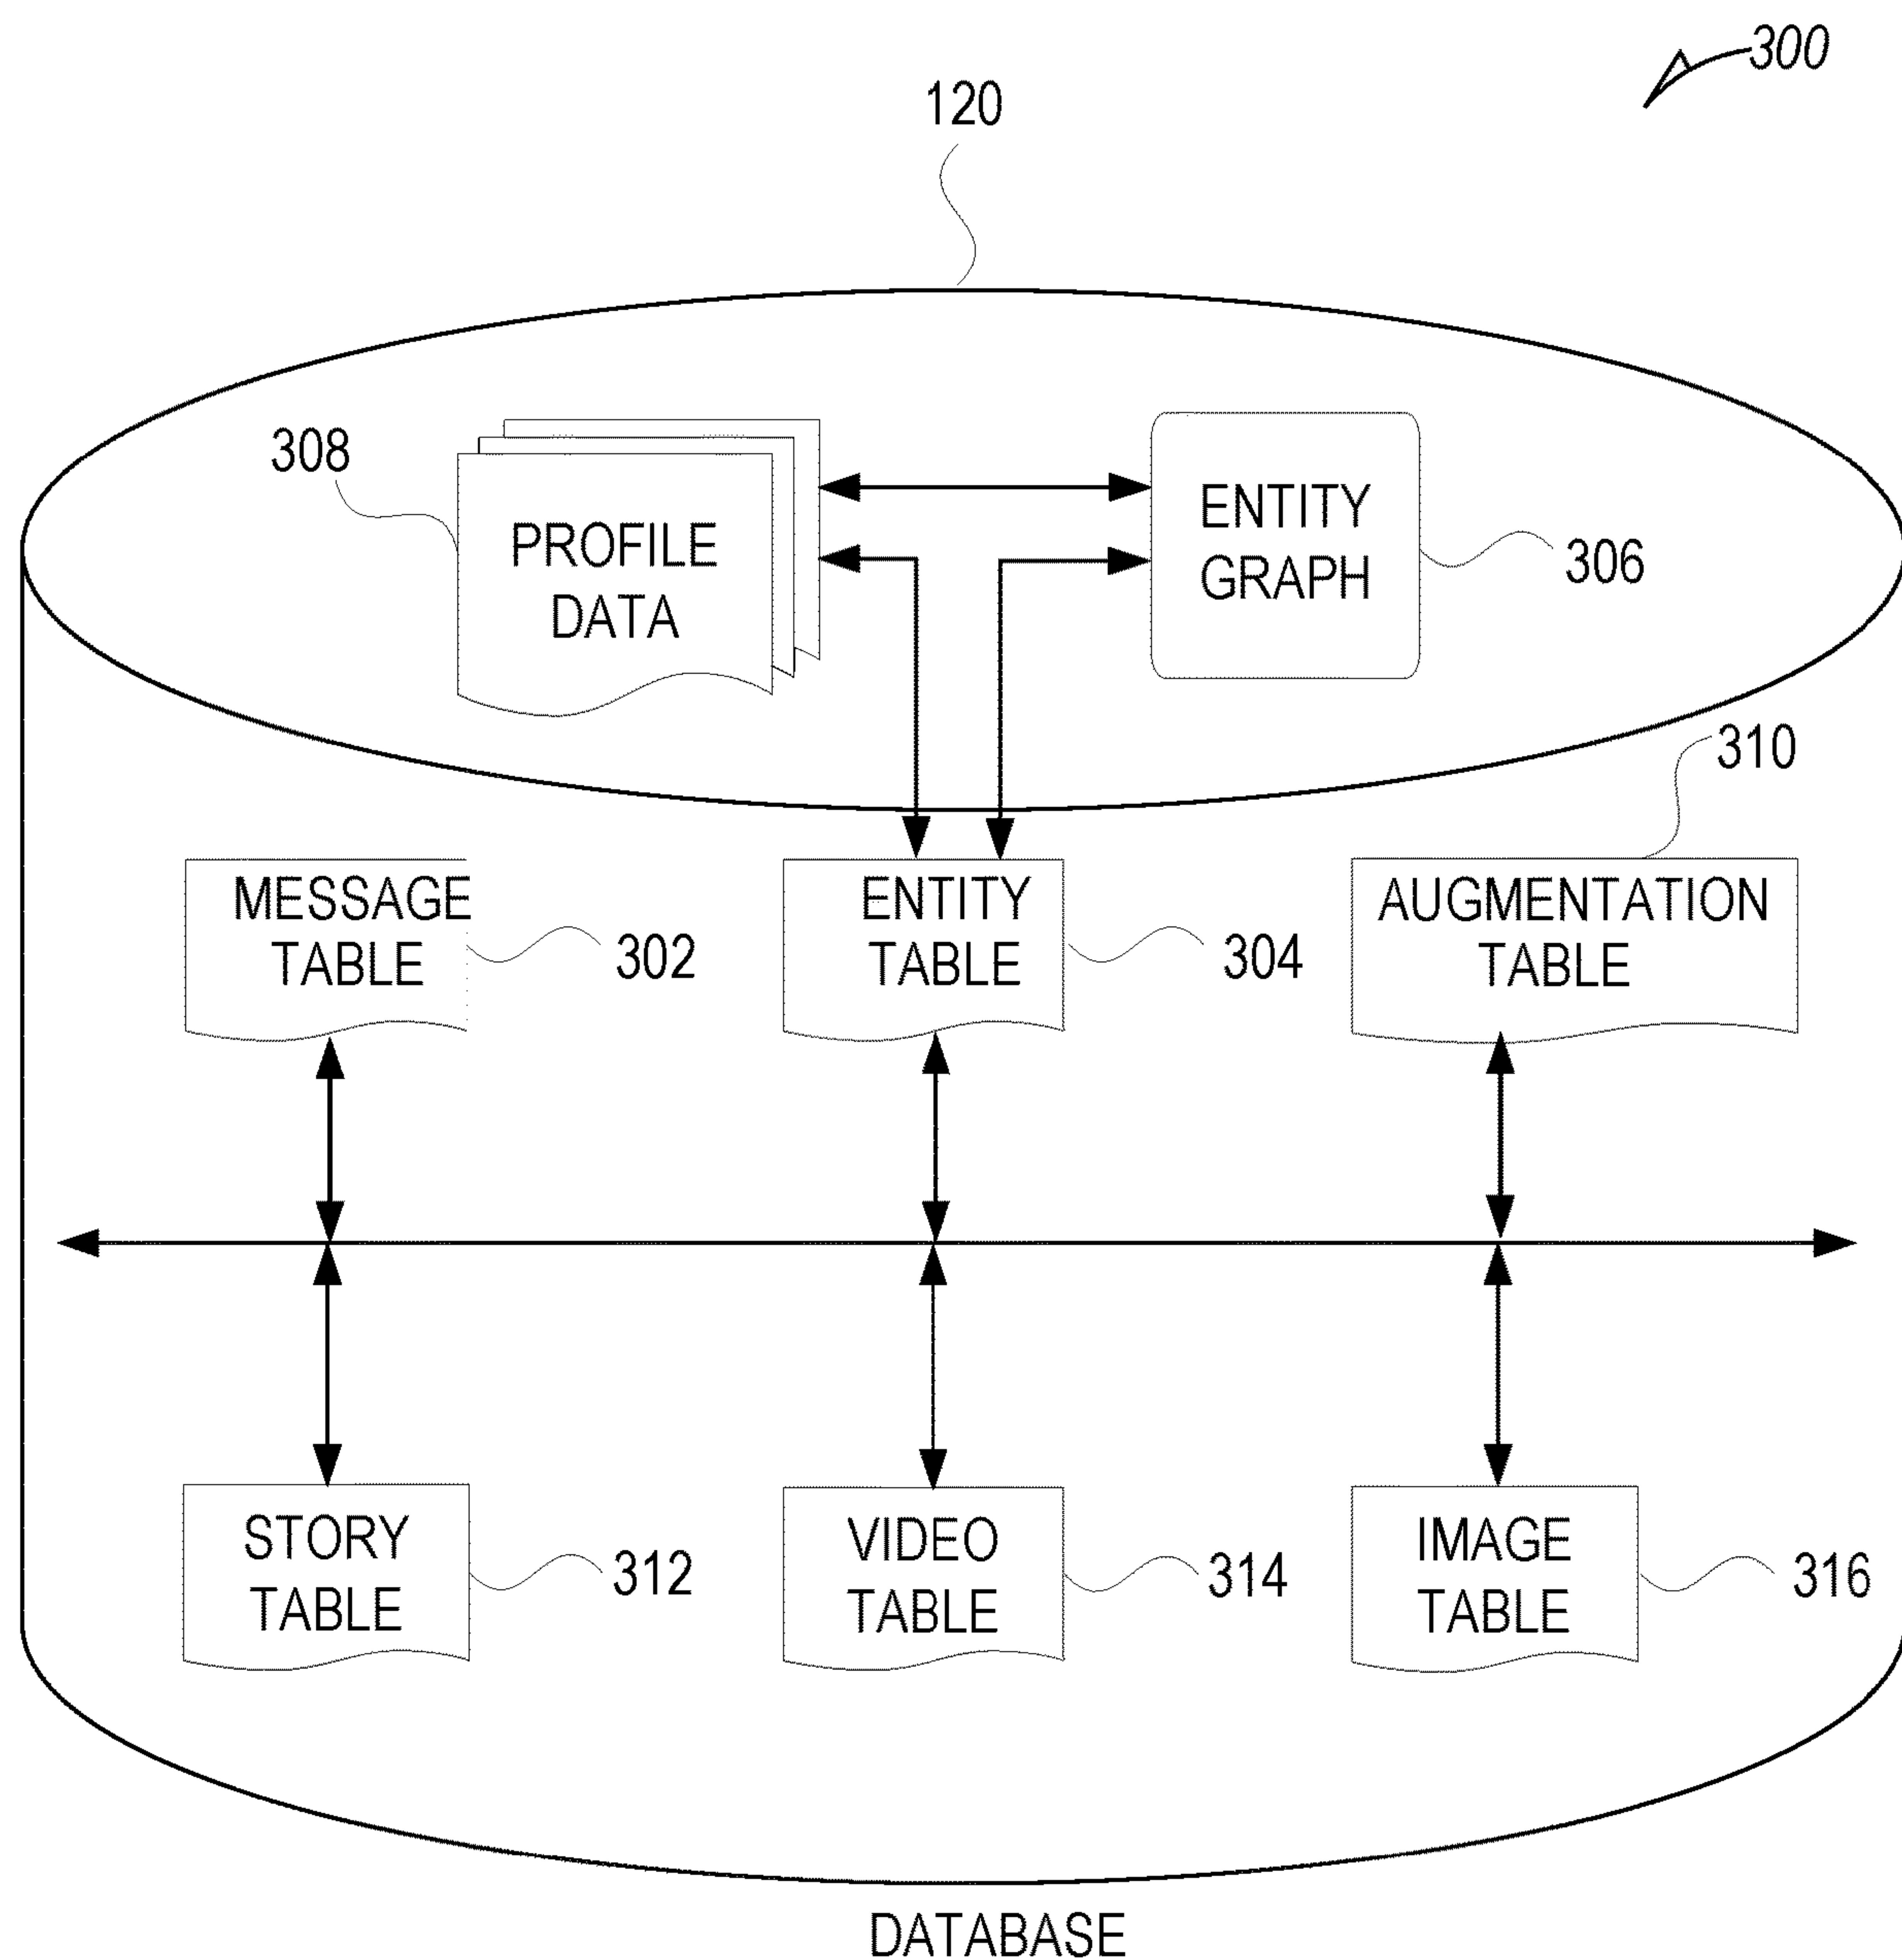 300
120
308
PROFILE
DATA
ENTITY
GRAPH
306
310
MESSAGE
TABLE
302
ENTITY
TABLE
304
AUGMENTATION
TABLE
STORY
TABLE
312
VIDEO
TABLE
314
IMAGE
TABLE
316
DATABASE